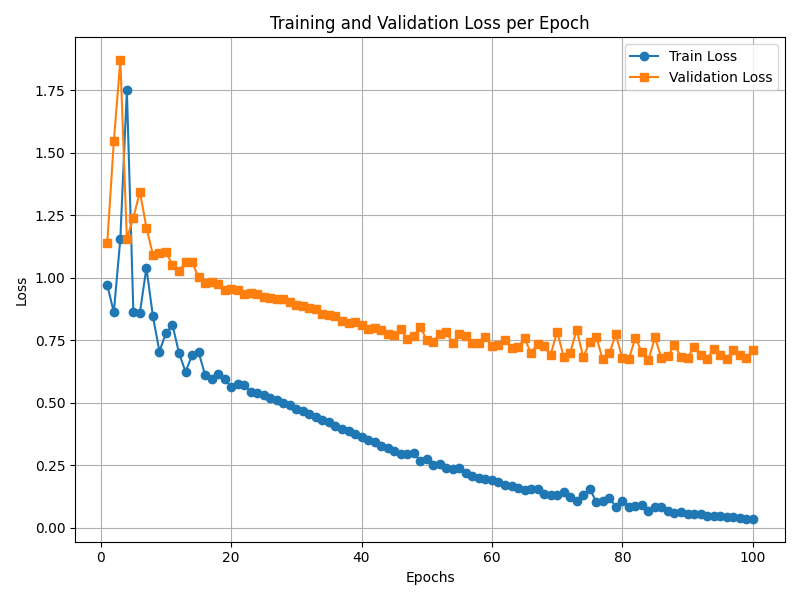 Training and Validation Loss per Epoch
Train Loss
Validation Loss
1.75
1.50
1.25
1.00
0.75
0.50
0.25
0.00
Loss
0 20 40 60 80 100
Epochs